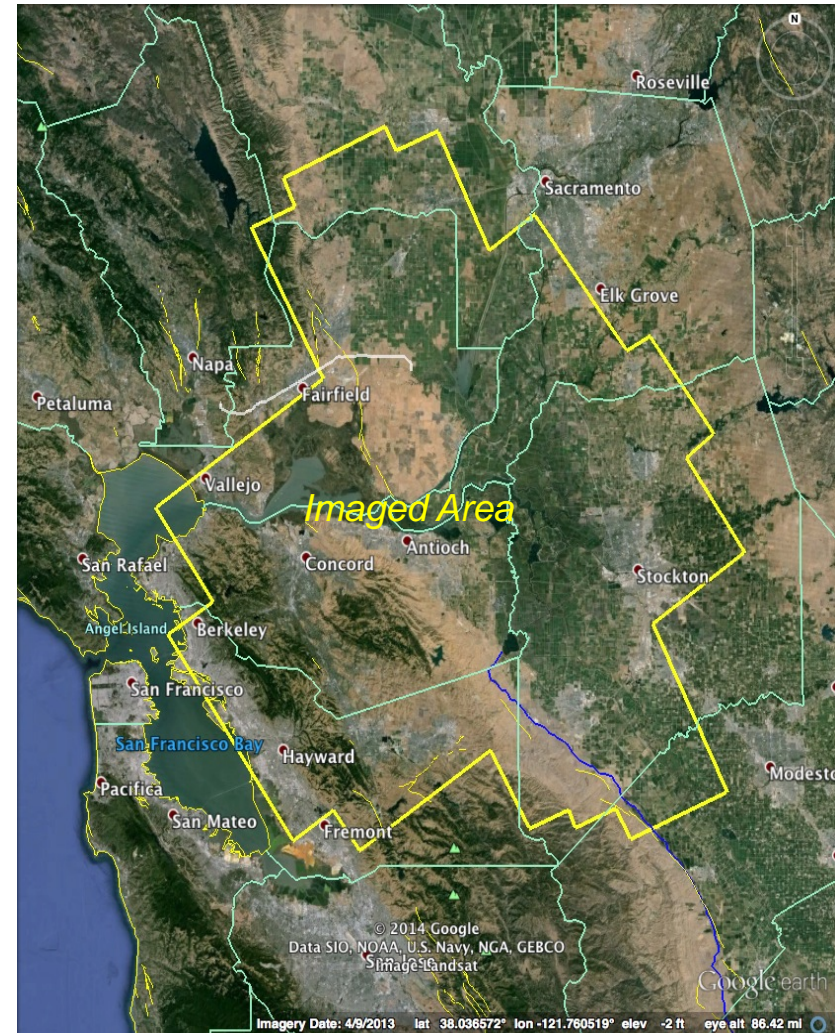 N
Roseville
Sacramento
Elk Grove
Napa
Petaluma
Fairfield
Vallejo
Imaged Area
Antioch
San Rafael
Concord
Stockton
Angel Island
Berkeley
San Francisco
San Francisco Bay
Hayward
Modesto
Pacifica
San Mateo
Fremont
© 2014 Google
Data SIO, NOAA, U.S. Navy, NGA, GEBCO
San Jose
Image Landsat
Google earth
Imagery Date: 4/9/2013 lat 38.036572° lon -121.760519° elev -2 ft eye alt 86.42 mi